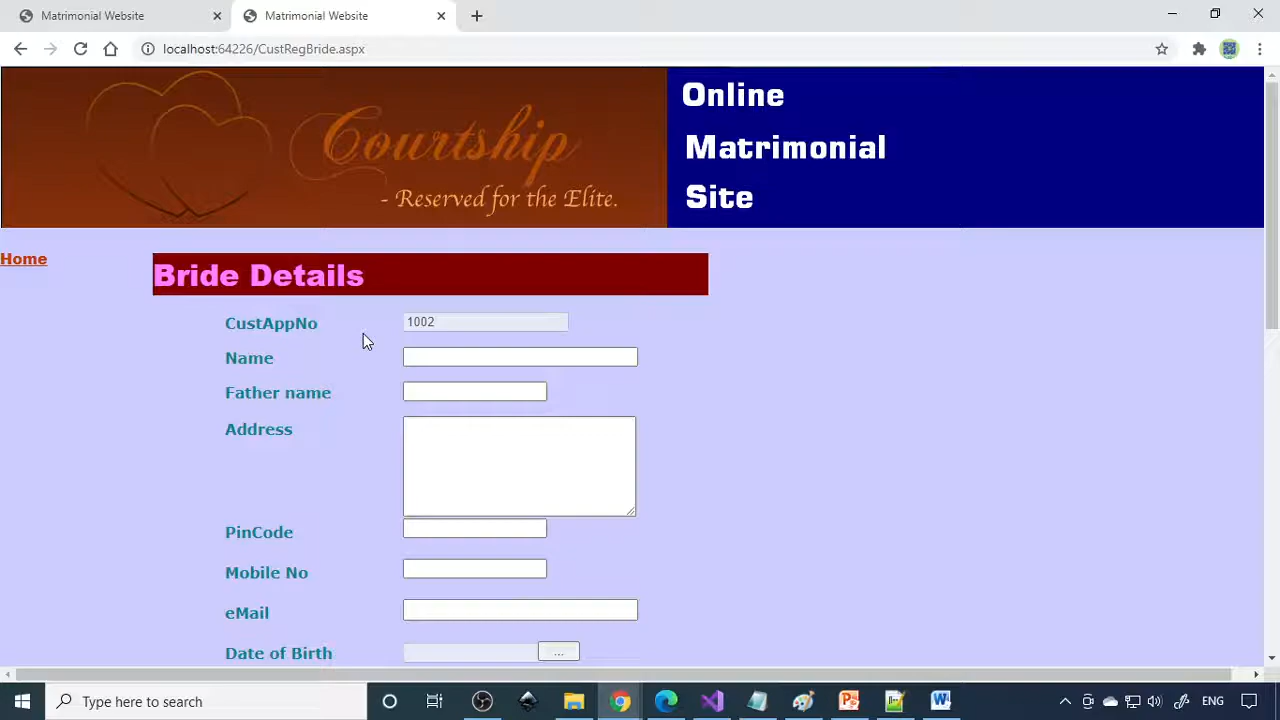 Matrimonial Website
Matrimonial Website
localhost:64226/CustRegBride.aspx
Courtship
- Reserved for the Elite.
Online
Matrimonial
Site
Home
Bride Details
CustAppNo
1002
Name
Father name
Address
PinCode
Mobile No
eMail
Date of Birth
...
Type here to search
ENG